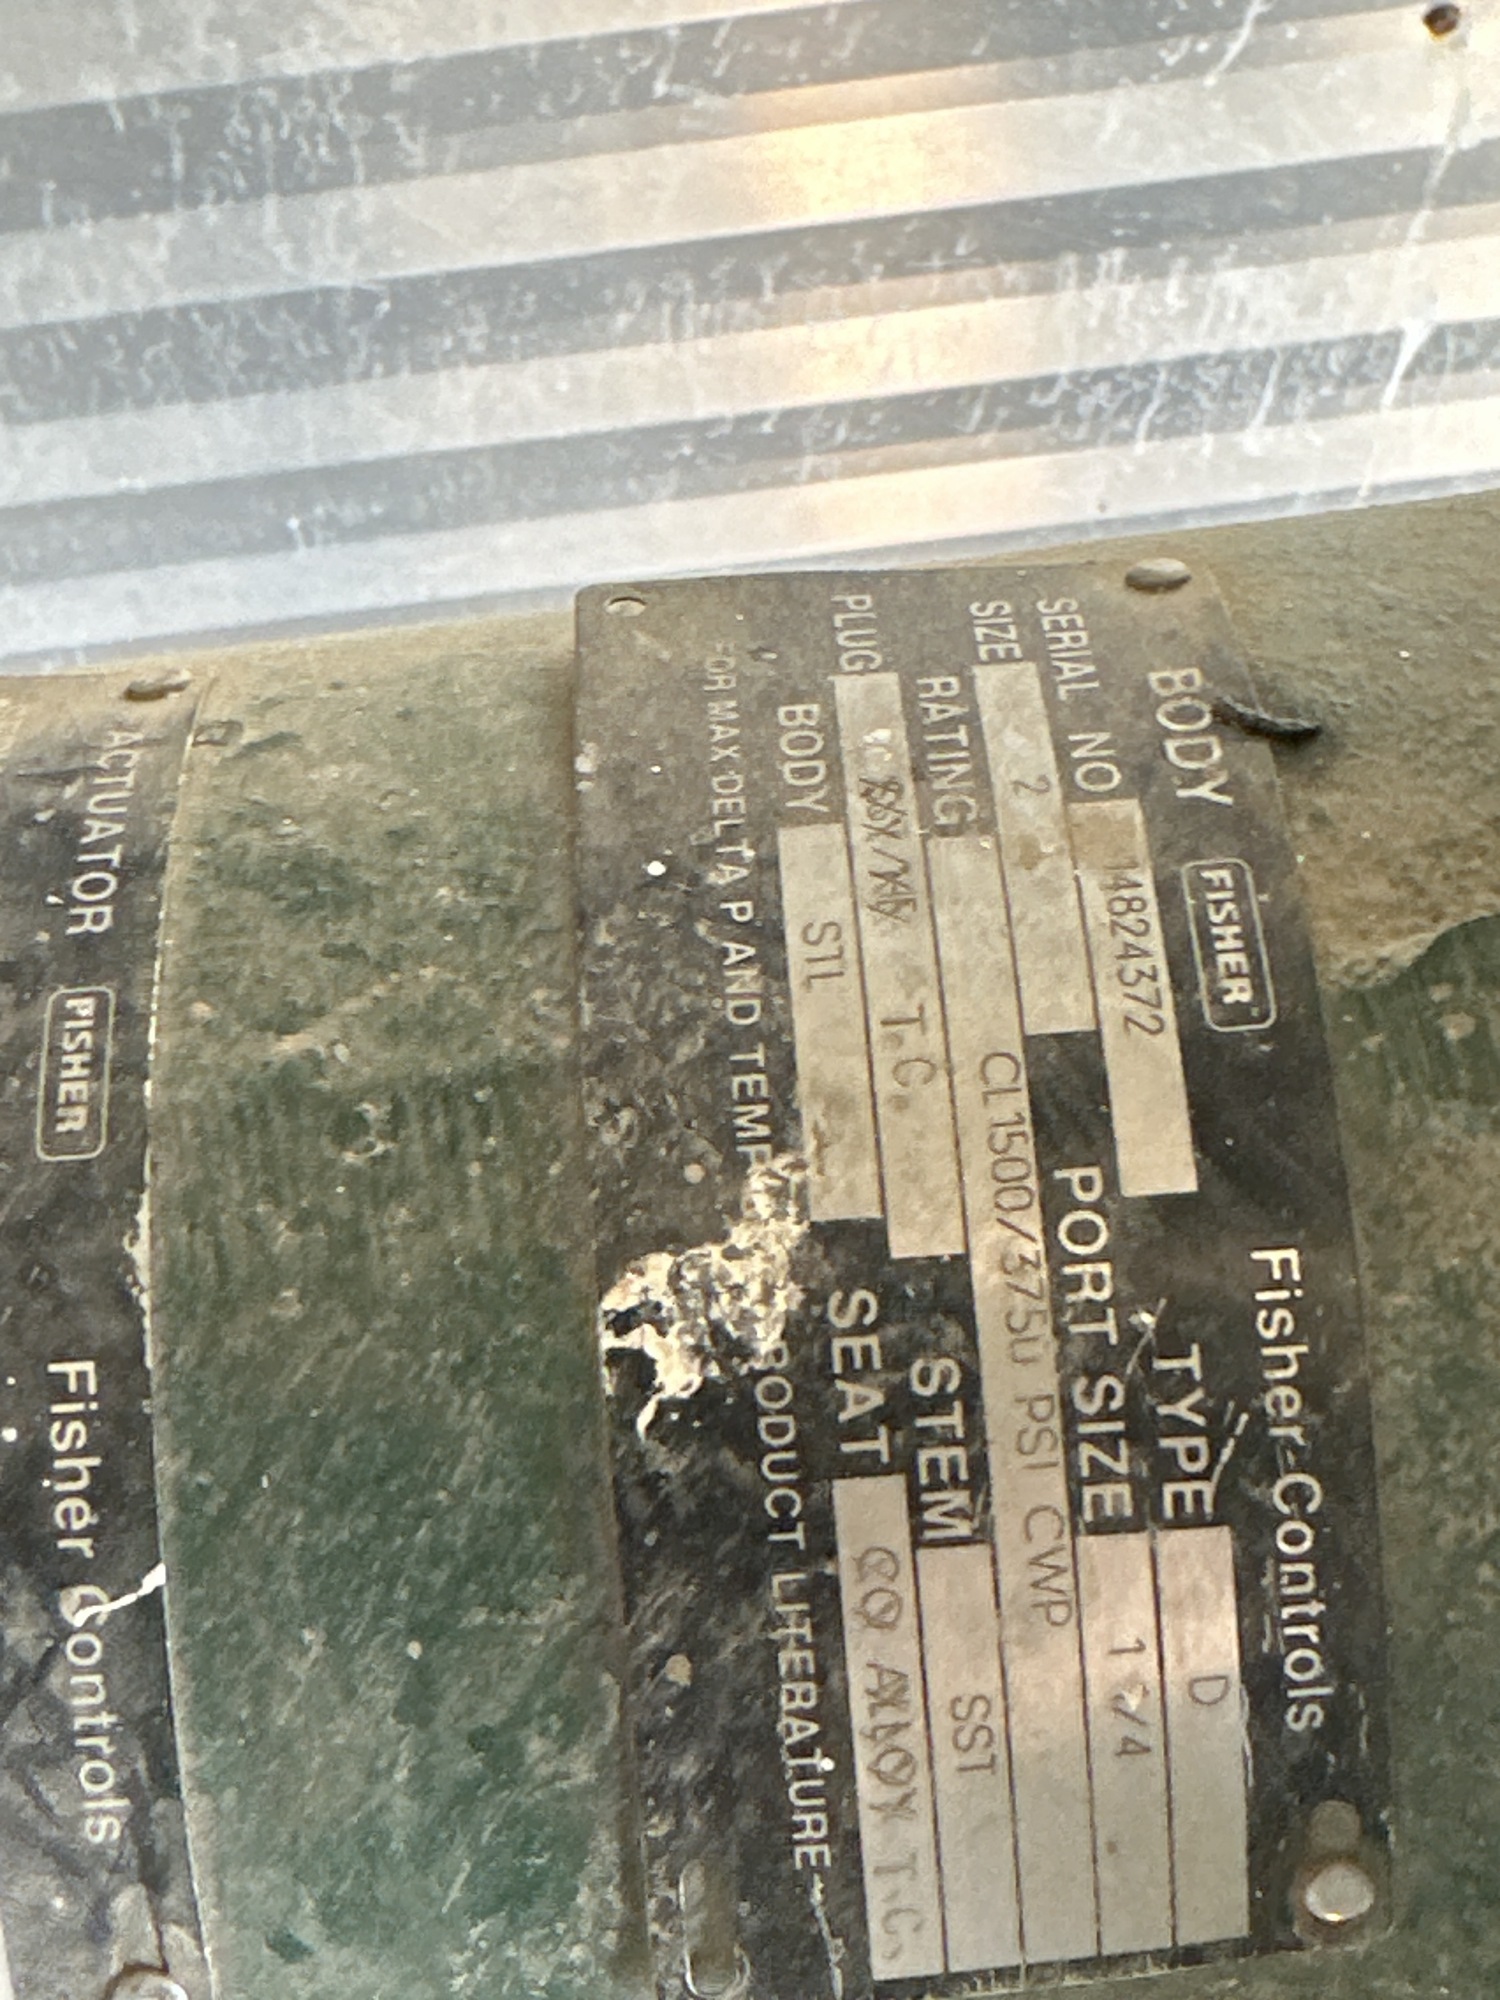 BODY FISHER Fisher Controls
SERIAL NO 14824372 TYPE D
SIZE 2 PORT SIZE 1 /4
RATING CL1500/3750 PSI CWP
PLUG T.C. STEM SST
BODY STL SEAT T.C.
FOR MAX DELTA P AND TEMP PRODUCT LITERATURE
ACTUATOR FISHER Fisher Controls